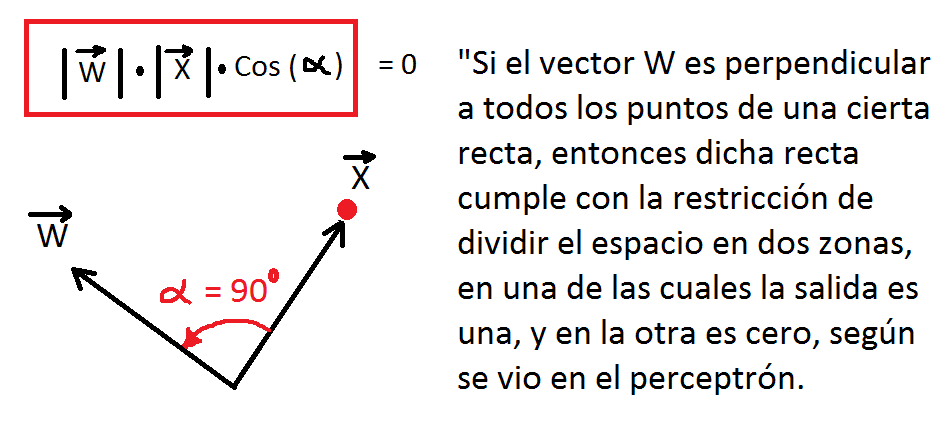 |W| • |X| • Cos (α) = 0
"Si el vector W es perpendicular
a todos los puntos de una cierta
recta, entonces dicha recta
cumple con la restricción de
dividir el espacio en dos zonas,
en una de las cuales la salida es
una, y en la otra es cero, según
se vio en el perceptrón.
X
W
α = 90°